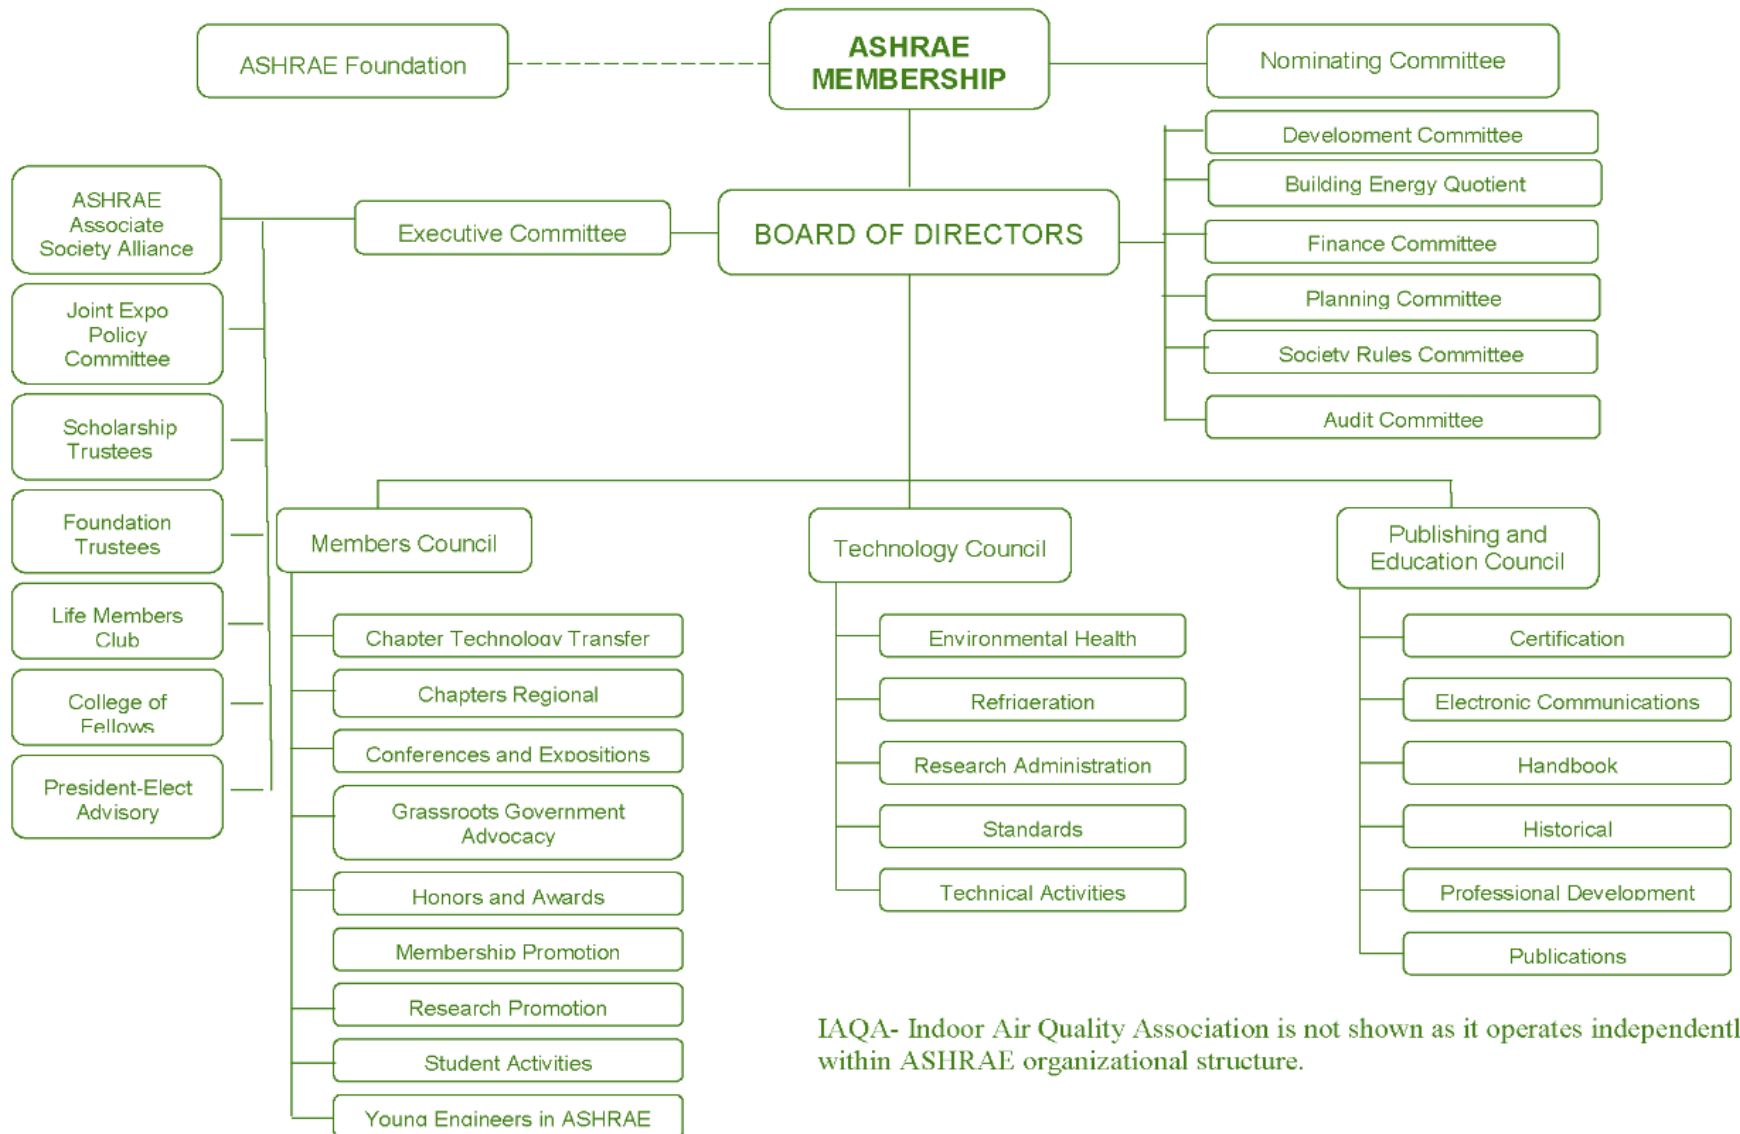 ASHRAE Foundation
ASHRAE
MEMBERSHIP
Nominating Committee
Development Committee
Building Energy Quotient
Finance Committee
Planning Committee
Society Rules Committee
Audit Committee
BOARD OF DIRECTORS
Executive Committee
ASHRAE
Associate
Society Alliance
Joint Expo
Policy
Committee
Scholarship
Trustees
Foundation
Trustees
Life Members
Club
College of
Fellows
President-Elect
Advisory
Members Council
Chapter Technology Transfer
Chapters Regional
Conferences and Expositions
Grassroots Government
Advocacy
Honors and Awards
Membership Promotion
Research Promotion
Student Activities
Young Engineers in ASHRAE
Technology Council
Environmental Health
Refrigeration
Research Administration
Standards
Technical Activities
Publishing and
Education Council
Certification
Electronic Communications
Handbook
Historical
Professional Development
Publications
IAQA- Indoor Air Quality Association is not shown as it operates independentl
within ASHRAE organizational structure.